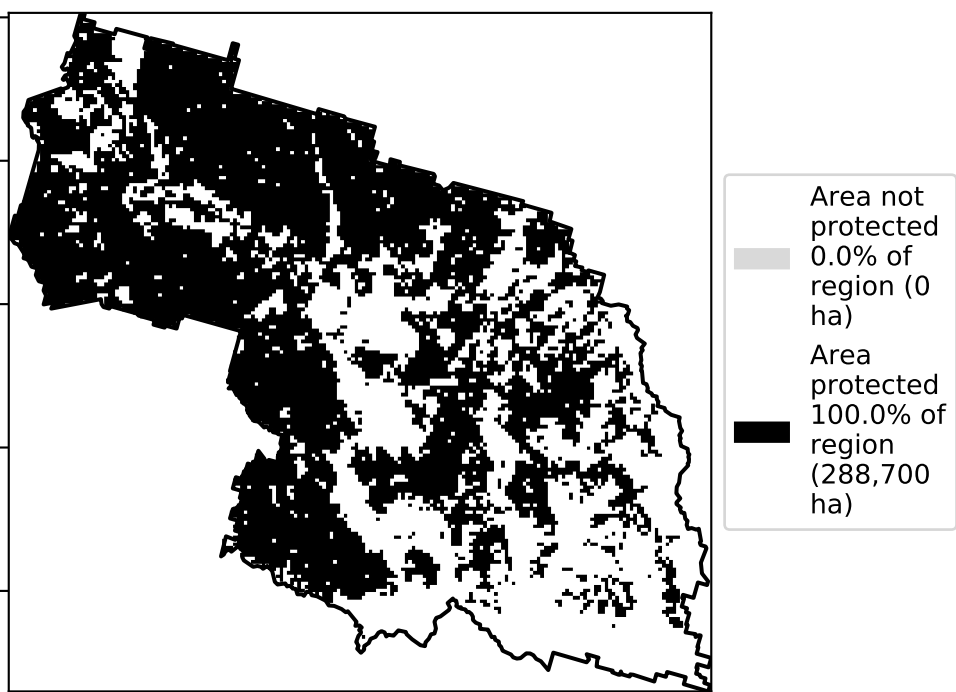 Area not
protected
0.0% of
region (0
ha)
Area
protected
100.0% of
region
(288,700
ha)